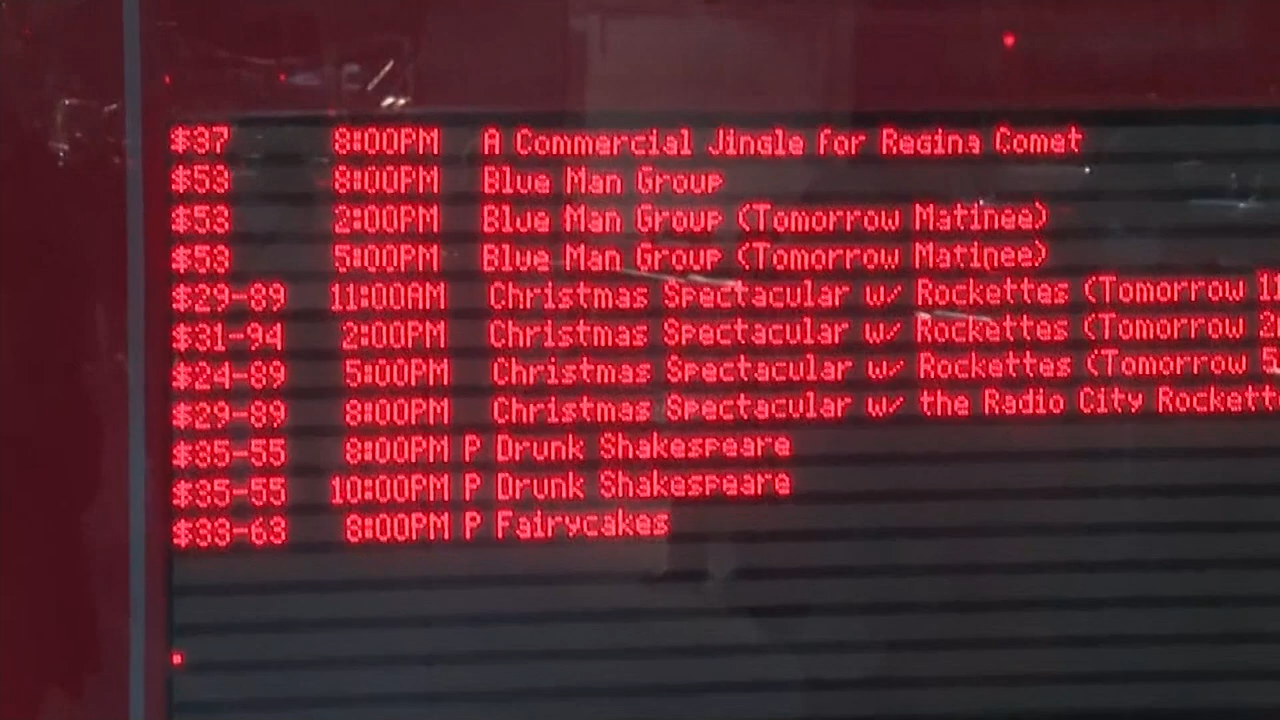 $37 8:00PM A Commercial Jingle for Regina Comet
$53 8:00PM Blue Man Group
$53 2:00PM Blue Man Group (Tomorrow Matinee)
$53 5:00PM Blue Man Group (Tomorrow Matinee)
$29-89 11:00AM Christmas Spectacular w/ Rockettes (Tomorrow
$31-94 2:00PM Christmas Spectacular w/ Rockettes (Tomorrow 2
$24-89 5:00PM Christmas Spectacular w/ Rockettes (Tomorrow 5
$29-89 8:00PM Christmas Spectacular w/ the Radio City Rockett
$35-55 8:00PM P Drunk Shakespeare
$35-55 10:00PM P Drunk Shakespeare
$33-63 8:00PM P Fairycakes